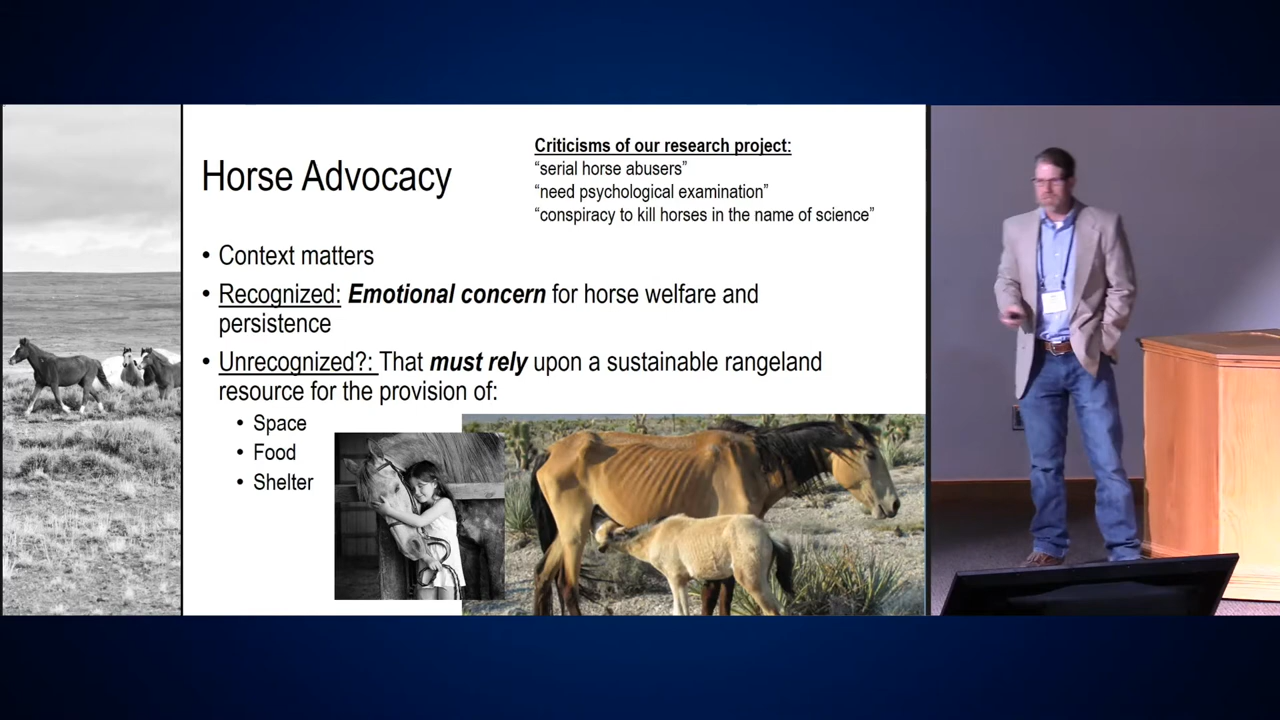 Horse Advocacy
Criticisms of our research project:
“serial horse abusers”
“need psychological examination”
“conspiracy to kill horses in the name of science”
• Context matters
• Recognized: Emotional concern for horse welfare and
persistence
• Unrecognized?: That must rely upon a sustainable rangeland
resource for the provision of:
• Space
• Food
• Shelter